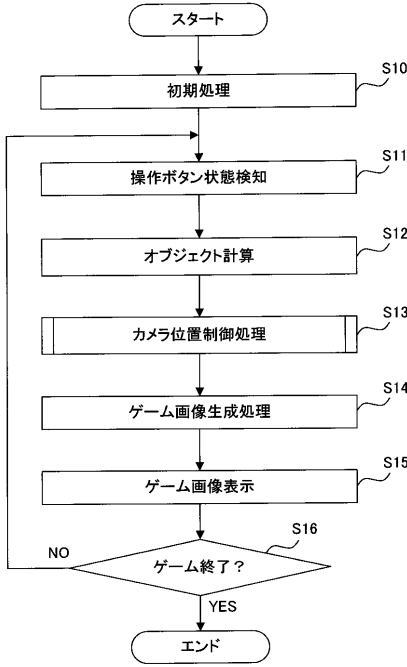 スタート
S10
初期処理
S11
操作ボタン状態検知
S12
オブジェクト計算
S13
カメラ位置制御処理
S14
ゲーム画像生成処理
S15
ゲーム画像表示
S16
NO
ゲーム終了?
YES
エンド